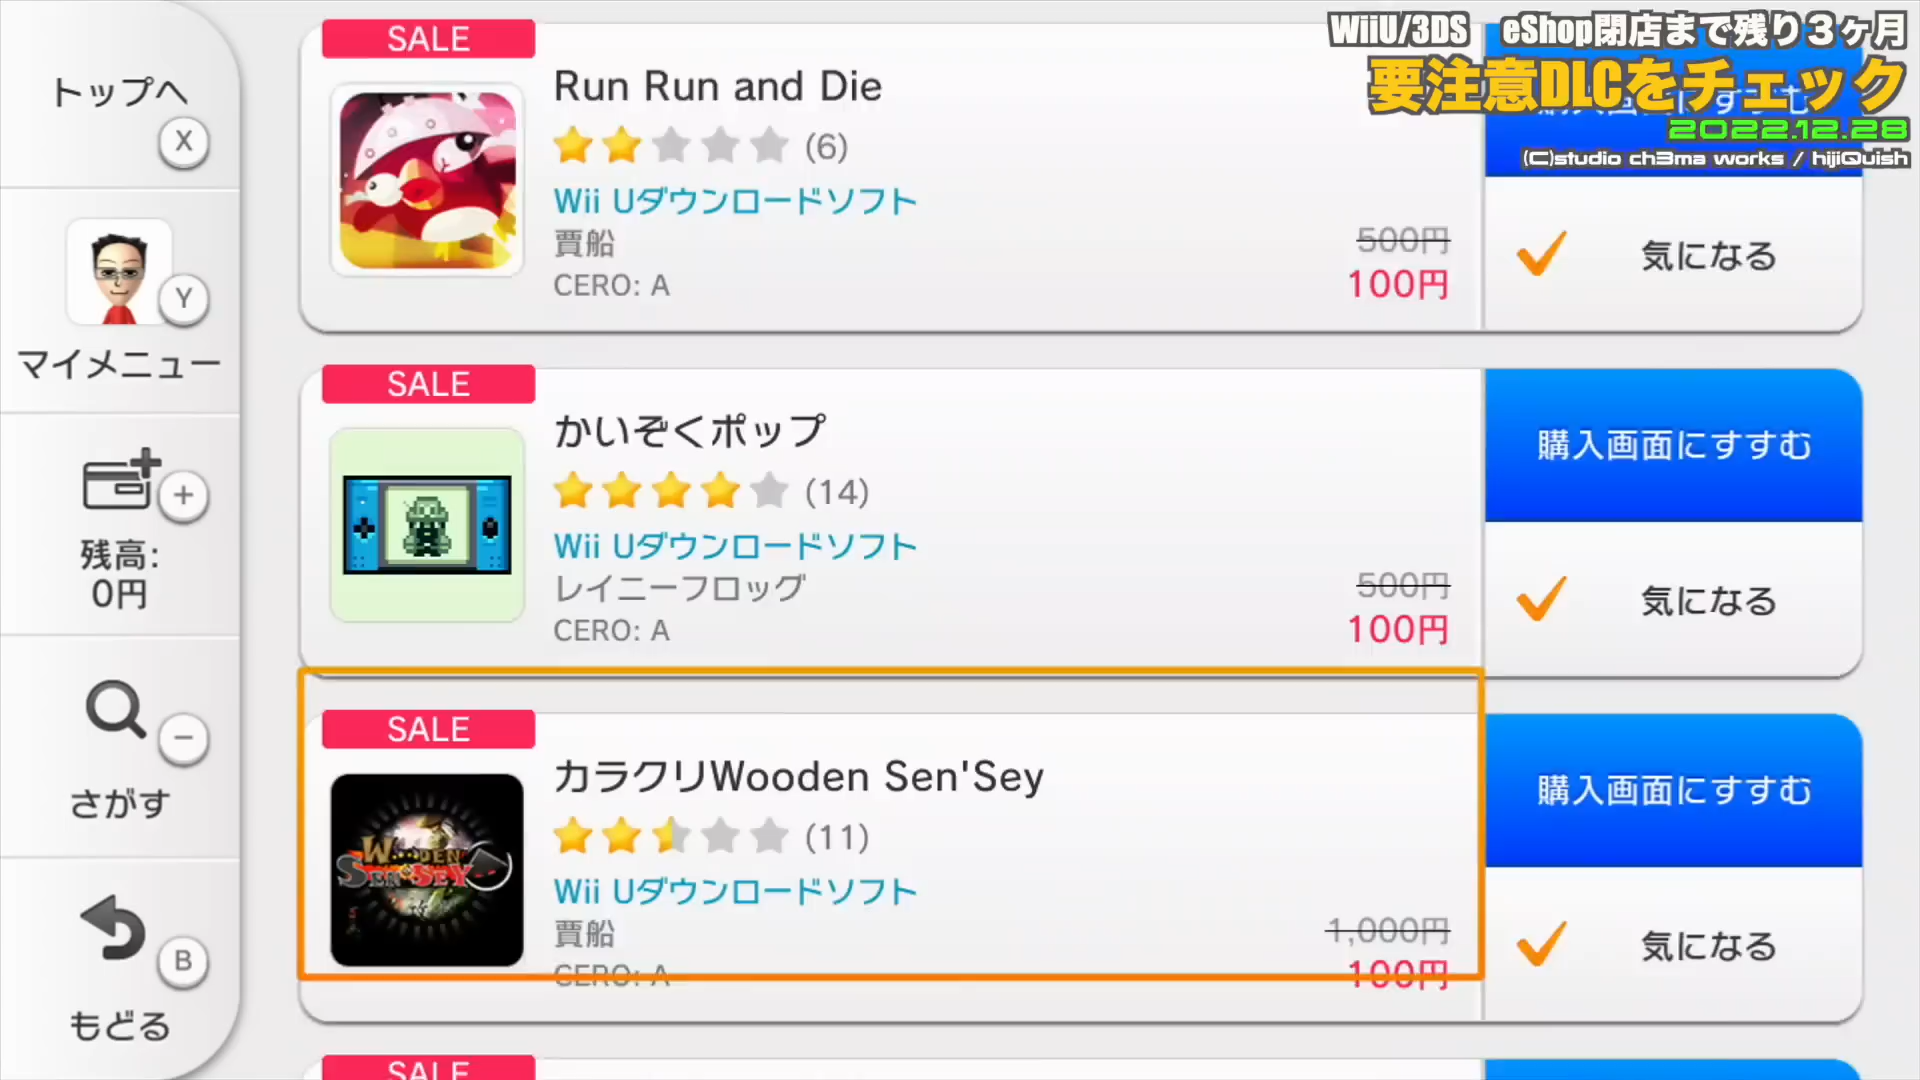 WiiU/3DS　eShop閉店まで残り３ヶ月
要注意DLCをチェック
2022.12.28
(C)studio ch3ma works / hijiQuish
トップへ
X
Y
マイメニュー
+
残高:
0円
−
さがす
B
もどる
SALE
Run Run and Die
(6)
Wii Uダウンロードソフト
賈船
CERO: A
500円
100円
気になる
SALE
かいぞくポップ
(14)
Wii Uダウンロードソフト
レイニーフロッグ
CERO: A
500円
100円
購入画面にすすむ
気になる
SALE
カラクリWooden Sen'Sey
WOODEN
SEN'SEY
(11)
Wii Uダウンロードソフト
賈船
CERO: A
1,000円
100円
購入画面にすすむ
気になる
SALE